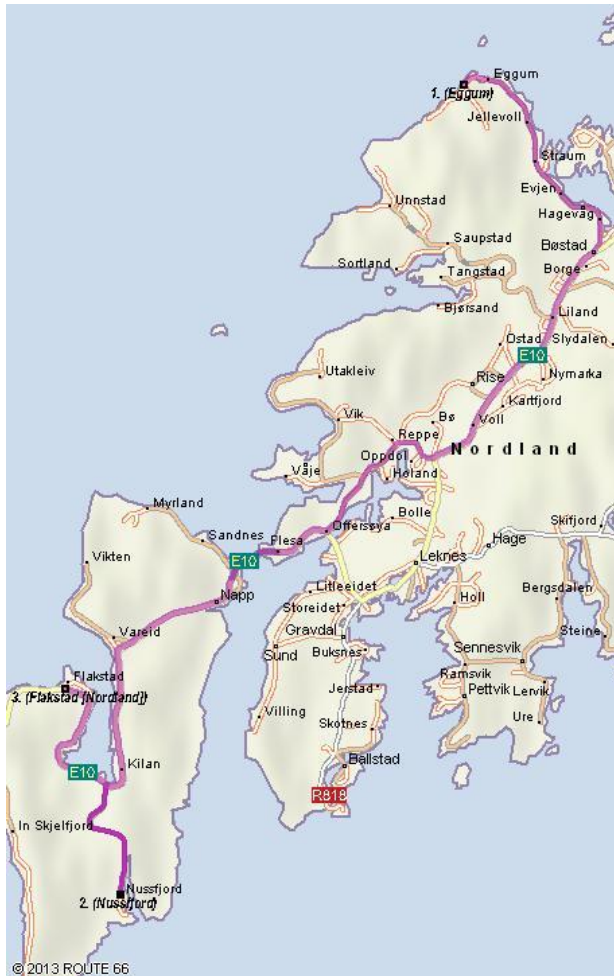 Eggum
1. (Eggum)
Jellevoll
Straum
Evjen
Unnstad
Hagevåg
Saupstad
Bøstad
Sortland
Tangstad
Borge
Bjørsand
Liland
Ostad
Slydalen
E10
Utakleiv
Rise
Nymarka
Kartfjord
Vik
Bø
Voll
Reppe
Nordland
Oppdol
Holand
Våje
Myrland
Bolle
Offersøya
Skifjord
Sandnes
Flesa
Hage
Vikten
E10
Leknes
Napp
Litleeidet
Holl
Bergsdalen
Storeidet
Vareid
Gravdal
Steine
Sund
Buksnes
Sennesvik
Flakstad
Ramsvik
3. (Flakstad [Nordland])
Jerstad
Pettvik
Lervik
Villing
Skotnes
Ure
Kilan
E10
Ballstad
R818
In Skjelfjord
Nussfjord
2. (Nussfjord)
© 2013 ROUTE 66